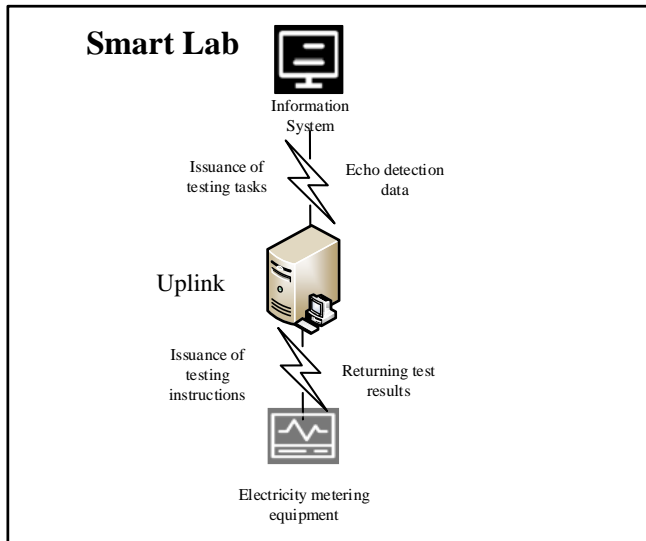 Smart Lab
Information
System
Issuance of
testing tasks
Echo detection
data
Uplink
Issuance of
testing
instructions
Returning test
results
Electricity metering
equipment